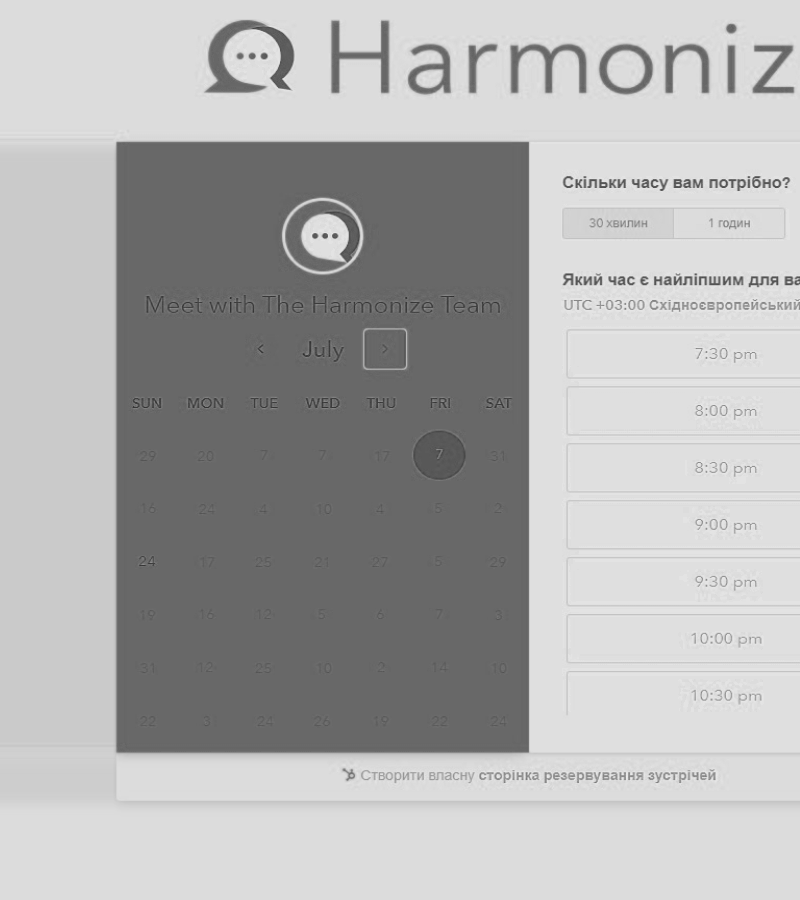 Harmoniz
Скільки часу вам потрібно?
30 хвилин 1 годин
Який час є найліпшим для ва
UTC +03:00 Східноєвропейський
Meet with The Harmonize Team
July
SUN MON TUE WED THU FRI SAT
29 20 7 7 17 7 31
16 24 4 10 4 5 2
24 17 25 21 27 5 29
19 16 12 5 6 7 3
31 12 25 10 2 14 10
22 3 24 26 19 22 24
7:30 pm
8:00 pm
8:30 pm
9:00 pm
9:30 pm
10:00 pm
10:30 pm
Створити власну сторінка резервування зустрічей